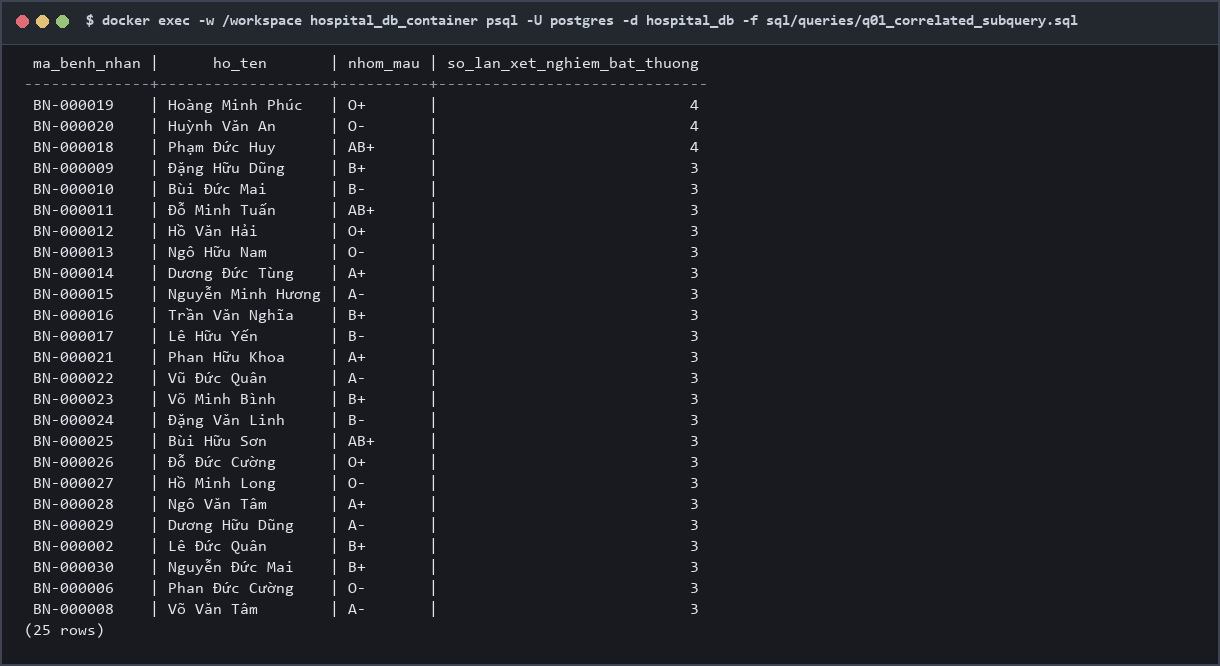 $ docker exec -w /workspace hospital_db_container psql -U postgres -d hospital_db -f sql/queries/q01_correlated_subquery.sql
 ma_benh_nhan |      ho_ten       | nhom_mau | so_lan_xet_nghiem_bat_thuong
--------------+-------------------+----------+------------------------------
 BN-000019    | Hoàng Minh Phúc   | O+       |                            4
 BN-000020    | Huỳnh Văn An      | O-       |                            4
 BN-000018    | Phạm Đức Huy      | AB+      |                            4
 BN-000009    | Đặng Hữu Dũng     | B+       |                            3
 BN-000010    | Bùi Đức Mai       | B-       |                            3
 BN-000011    | Đỗ Minh Tuấn      | AB+      |                            3
 BN-000012    | Hồ Văn Hải        | O+       |                            3
 BN-000013    | Ngô Hữu Nam       | O-       |                            3
 BN-000014    | Dương Đức Tùng    | A+       |                            3
 BN-000015    | Nguyễn Minh Hương | A-       |                            3
 BN-000016    | Trần Văn Nghĩa    | B+       |                            3
 BN-000017    | Lê Hữu Yến        | B-       |                            3
 BN-000021    | Phan Hữu Khoa     | A+       |                            3
 BN-000022    | Vũ Đức Quân       | A-       |                            3
 BN-000023    | Võ Minh Bình      | B+       |                            3
 BN-000024    | Đặng Văn Linh     | B-       |                            3
 BN-000025    | Bùi Hữu Sơn       | AB+      |                            3
 BN-000026    | Đỗ Đức Cường      | O+       |                            3
 BN-000027    | Hồ Minh Long      | O-       |                            3
 BN-000028    | Ngô Văn Tâm       | A+       |                            3
 BN-000029    | Dương Hữu Dũng    | A-       |                            3
 BN-000002    | Lê Đức Quân       | B+       |                            3
 BN-000030    | Nguyễn Đức Mai    | B+       |                            3
 BN-000006    | Phan Đức Cường    | O-       |                            3
 BN-000008    | Võ Văn Tâm        | A-       |                            3
(25 rows)